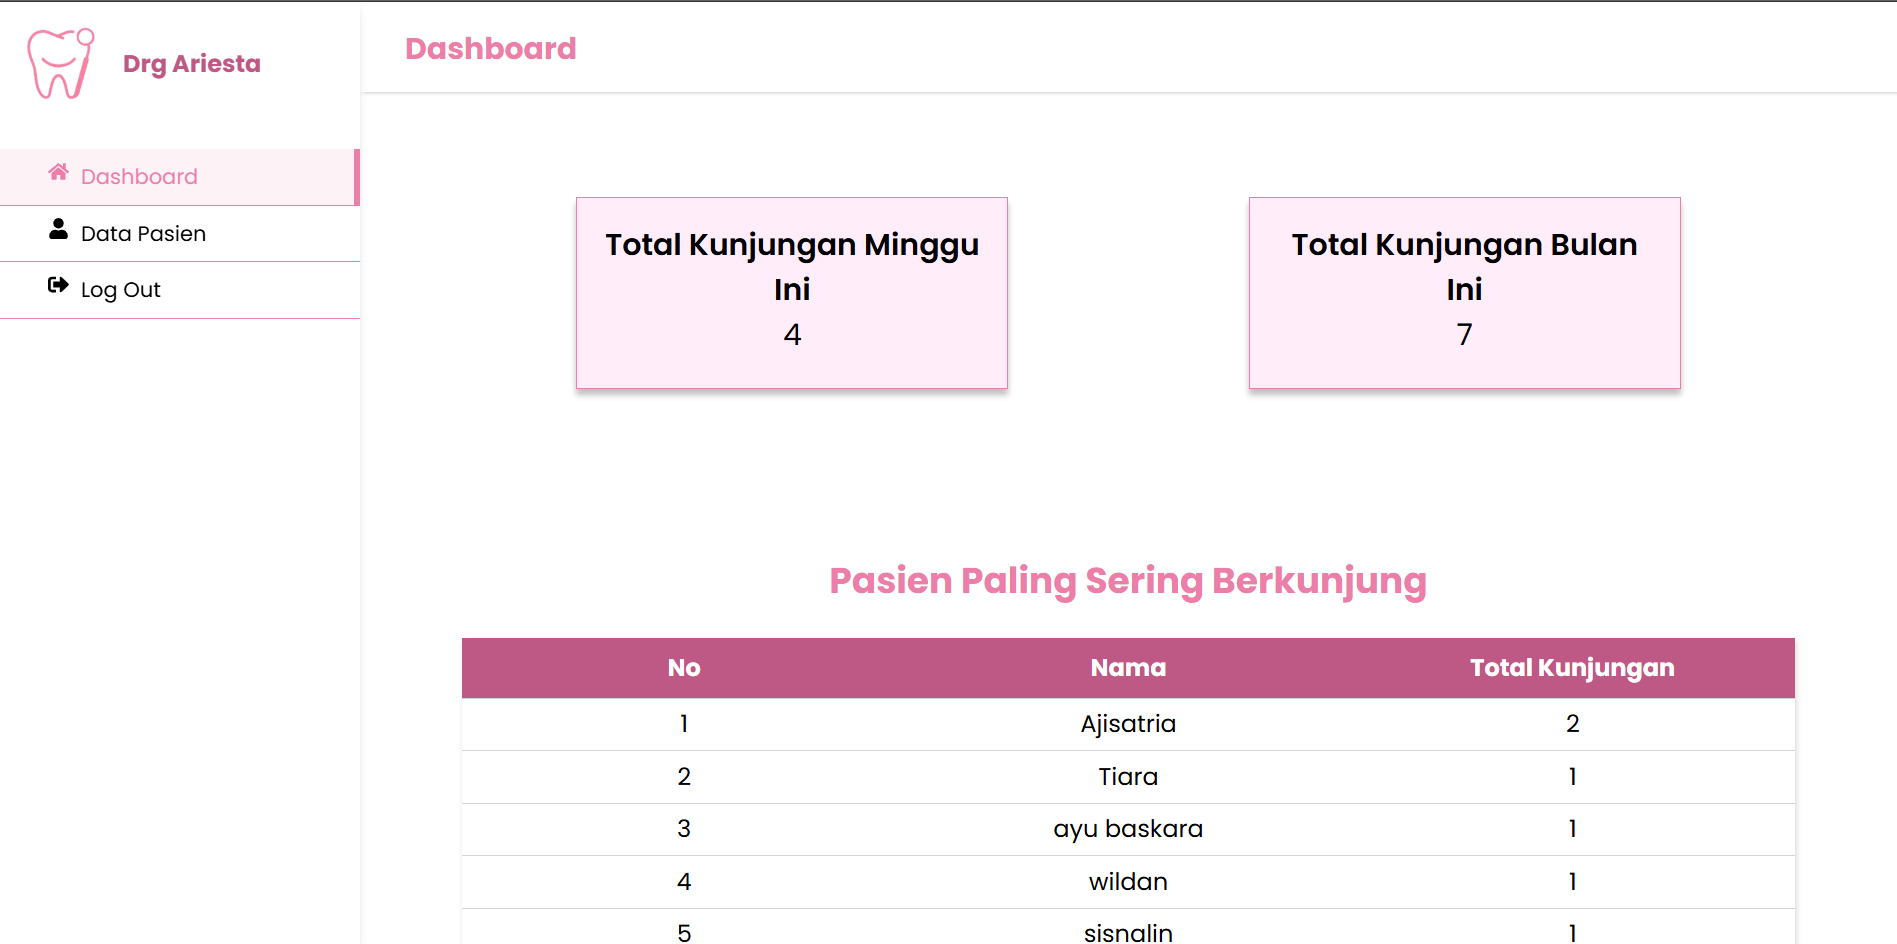 Drg Ariesta
Dashboard
Dashboard
Data Pasien
Log Out
Total Kunjungan Minggu
Ini
4
Total Kunjungan Bulan
Ini
7
Pasien Paling Sering Berkunjung
No Nama Total Kunjungan
1 Ajisatria 2
2 Tiara 1
3 ayu baskara 1
4 wildan 1
5 sisnalin 1